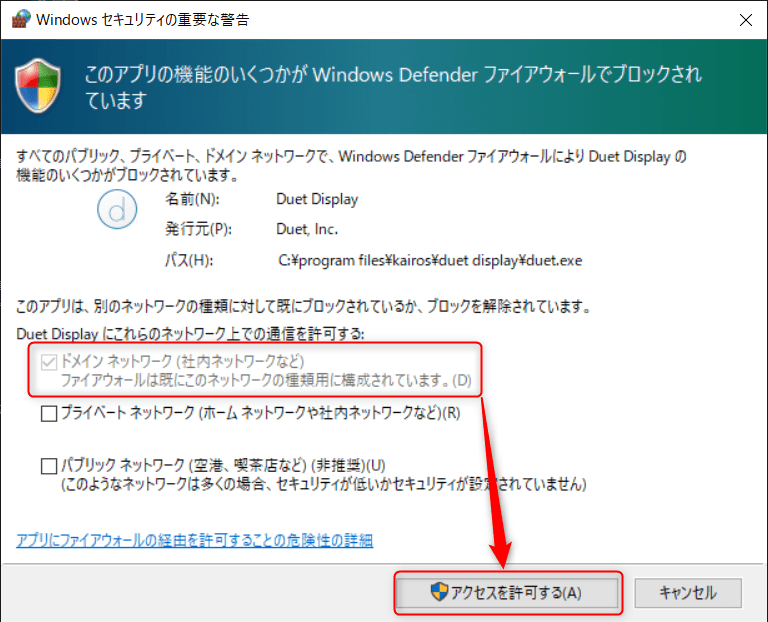 Windows セキュリティの重要な警告
このアプリの機能のいくつかが Windows Defender ファイアウォールでブロックされ
ています
すべてのパブリック、プライベート、ドメイン ネットワークで、Windows Defender ファイアウォールにより Duet Display の
機能のいくつかがブロックされています。
d
名前(N): Duet Display
発行元(P): Duet, Inc.
パス(H): C:¥program files¥kairos¥duet display¥duet.exe
このアプリは、別のネットワークの種類に対して既にブロックされているか、ブロックを解除されています。
Duet Display にこれらのネットワーク上での通信を許可する:
ドメイン ネットワーク (社内ネットワークなど)
ファイアウォールは既にこのネットワークの種類用に構成されています。(D)
プライベート ネットワーク (ホーム ネットワークや社内ネットワークなど)(R)
パブリック ネットワーク (空港、喫茶店など) (非推奨)(U)
(このようなネットワークは多くの場合、セキュリティが低いかセキュリティが設定されていません)
アプリにファイアウォールの経由を許可することの危険性の詳細
アクセスを許可する(A)
キャンセル